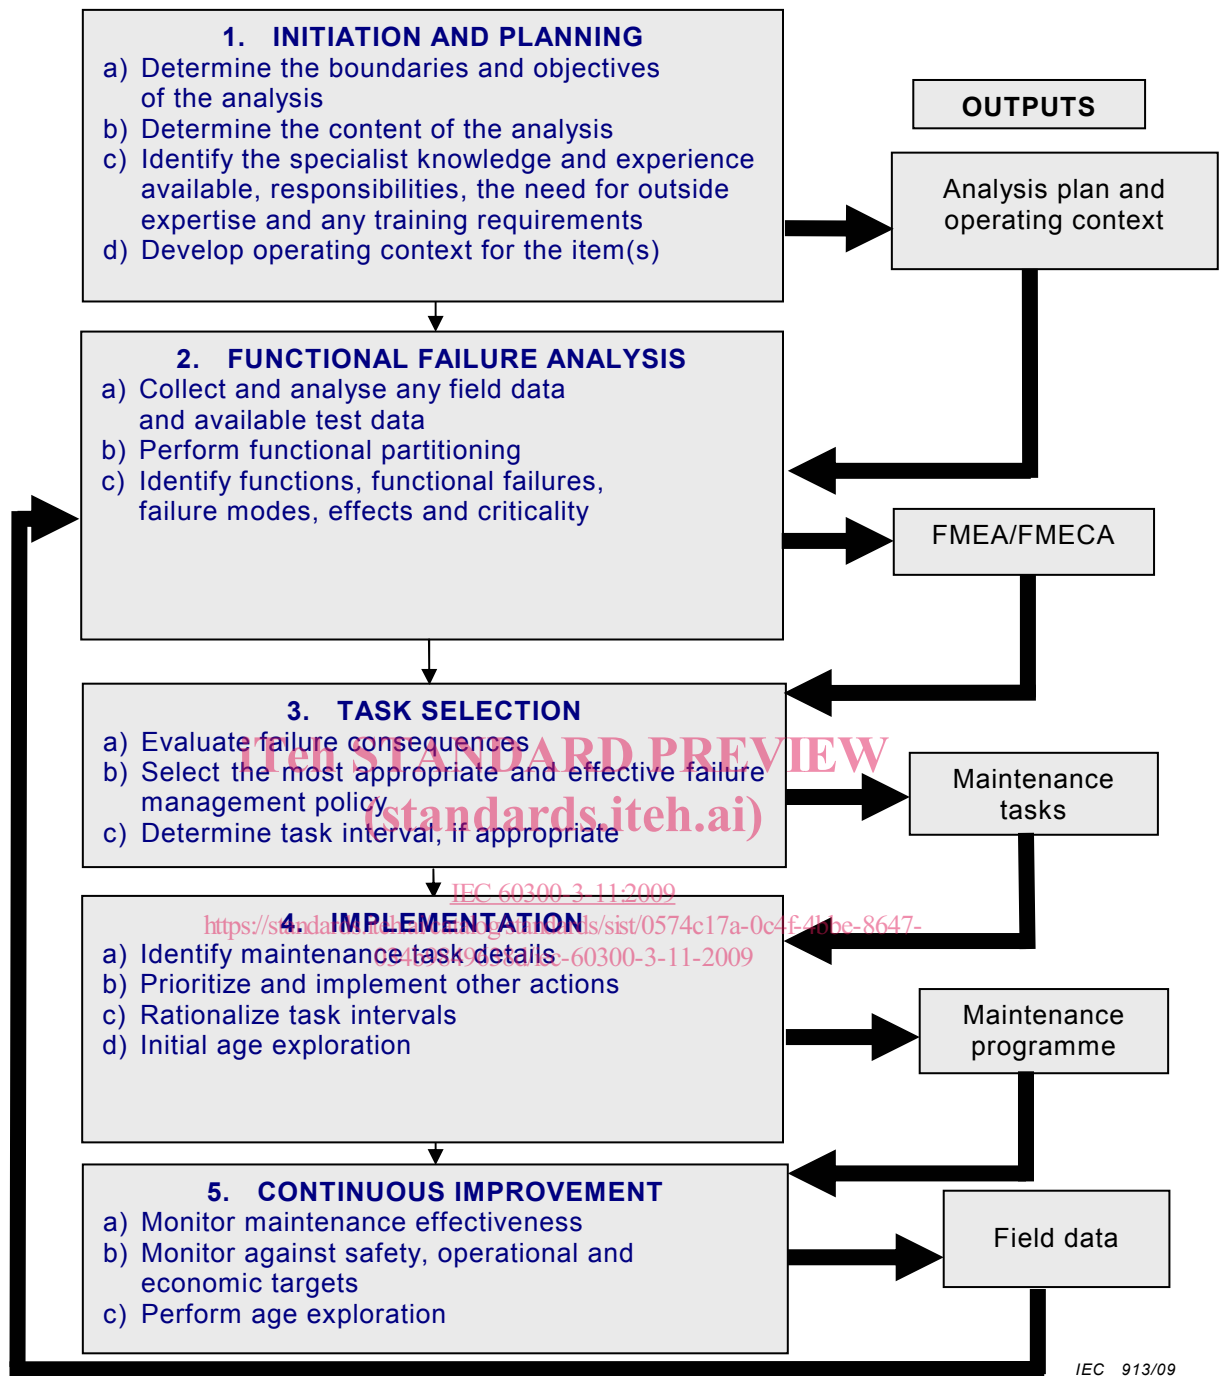 1. INITIATION AND PLANNING
a) Determine the boundaries and objectives
of the analysis
b) Determine the content of the analysis
c) Identify the specialist knowledge and experience
available, responsibilities, the need for outside
expertise and any training requirements
d) Develop operating context for the item(s)
OUTPUTS
Analysis plan and
operating context
2. FUNCTIONAL FAILURE ANALYSIS
a) Collect and analyse any field data
and available test data
b) Perform functional partitioning
c) Identify functions, functional failures,
failure modes, effects and criticality
FMEA/FMECA
3. TASK SELECTION
a) Evaluate failure consequences
b) Select the most appropriate and effective failure
management policy
c) Determine task interval, if appropriate
iTeh STANDARD PREVIEW
(standards.iteh.ai)
Maintenance
tasks
IEC 60300-3-11:2009
4. IMPLEMENTATION
a) Identify maintenance task details
b) Prioritize and implement other actions
c) Rationalize task intervals
d) Initial age exploration
Maintenance
programme
5. CONTINUOUS IMPROVEMENT
a) Monitor maintenance effectiveness
b) Monitor against safety, operational and
economic targets
c) Perform age exploration
Field data
IEC 913/09